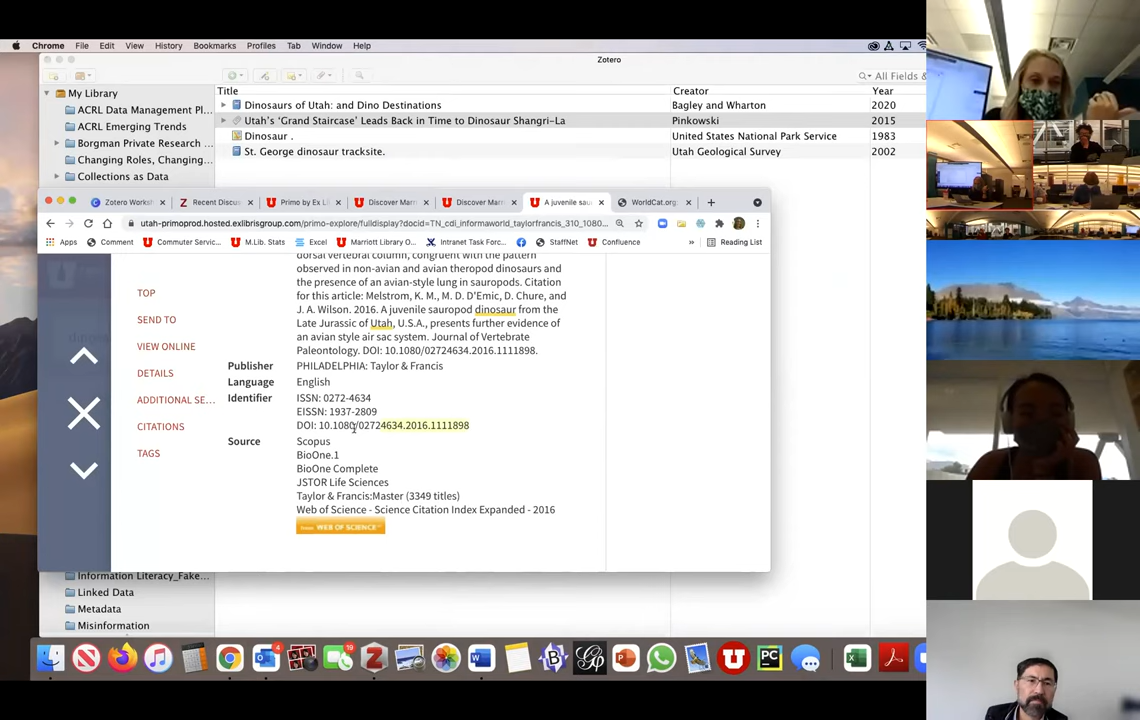 Chrome File Edit View History Bookmarks Profiles Tab Window Help
Zotero
All Fields &
My Library
Title Creator Year
ACRL Data Management Pl...
Dinosaurs of Utah: and Dino Destinations Bagley and Wharton 2020
ACRL Emerging Trends
Utah's ‘Grand Staircase’ Leads Back in Time to Dinosaur Shangri-La Pinkowski 2015
Borgman Private Research ...
Dinosaur . United States National Park Service 1983
Changing Roles, Changing...
St. George dinosaur tracksite. Utah Geological Survey 2002
Collections as Data
Zotero Worksh Recent Discus Primo by Ex Li Discover Marri Discover Marri A juvenile sau WorldCat.org:
utah-primoprod.hosted.exlibrisgroup.com/primo-explore/fulldisplay?docid=TN_cdi_informaworld_taylorfrancis_310_1080...
Apps Comment Commuter Servic... M.Lib. Stats Excel Marriott Library O... Intranet Task Forc... StaffNet Confluence » Reading List
dorsal vertebral column, congruent with the pattern
observed in non-avian and avian theropod dinosaurs and
the presence of an avian-style lung in sauropods. Citation
for this article: Melstrom, K. M., M. D. D'Emic, D. Chure, and
J. A. Wilson. 2016. A juvenile sauropod dinosaur from the
Late Jurassic of Utah, U.S.A., presents further evidence of
an avian style air sac system. Journal of Vertebrate
Paleontology. DOI: 10.1080/02724634.2016.1111898.
TOP
SEND TO
VIEW ONLINE
DETAILS
ADDITIONAL SE...
CITATIONS
TAGS
Publisher PHILADELPHIA: Taylor & Francis
Language English
Identifier ISSN: 0272-4634
EISSN: 1937-2809
DOI: 10.1080/02724634.2016.1111898
Source Scopus
BioOne.1
BioOne Complete
JSTOR Life Sciences
Taylor & Francis:Master (3349 titles)
Web of Science - Science Citation Index Expanded - 2016
from WEB OF SCIENCE
Information Literacy_Fake...
Linked Data
Metadata
Misinformation
4
19
PC